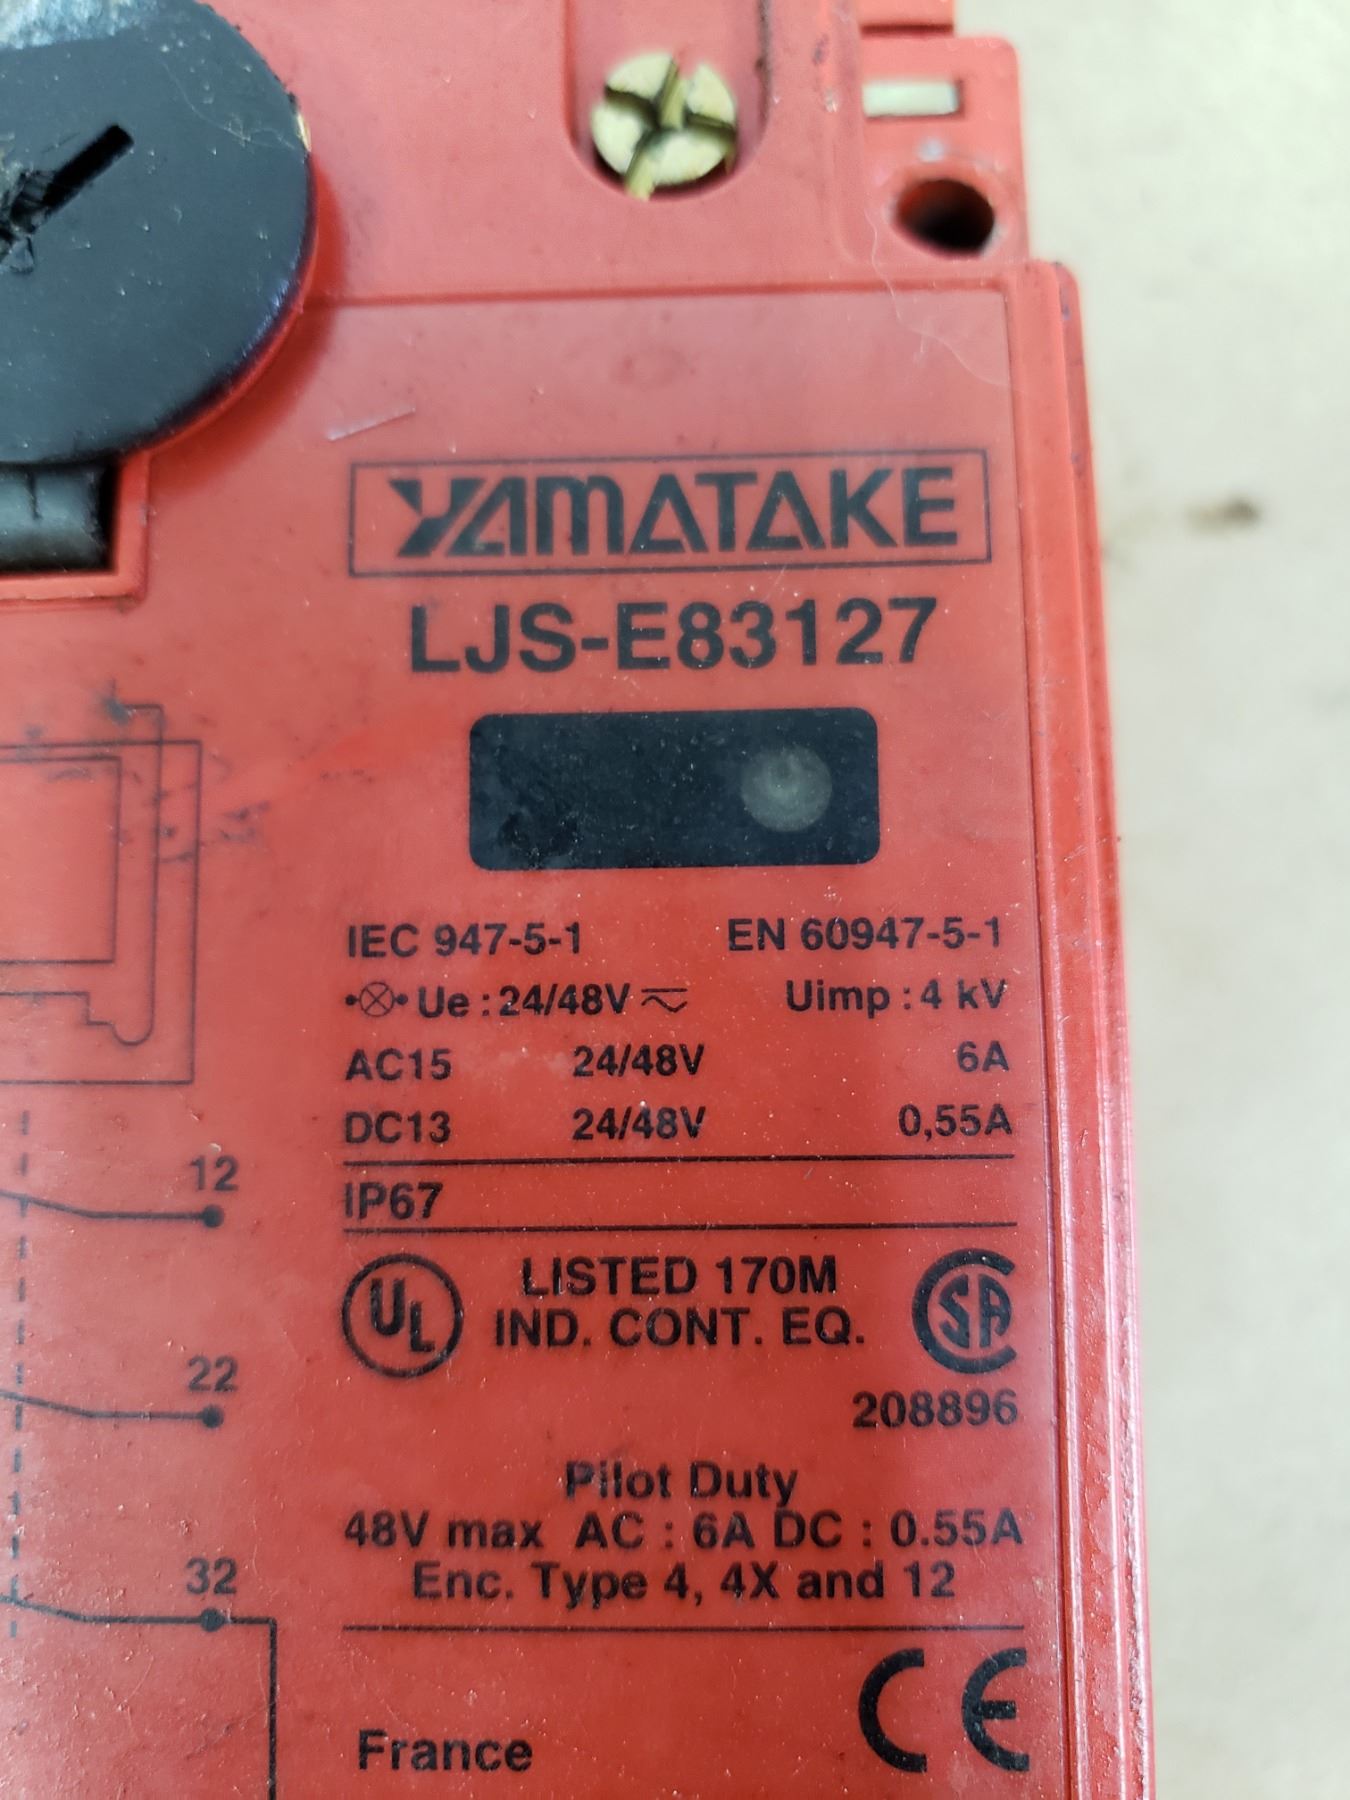 YAMATAKE
LJS-E83127
IEC 947-5-1 EN 60947-5-1
Ue : 24/48V Uimp : 4 kV
AC15 24/48V 6A
DC13 24/48V 0,55A
12
IP67
UL LISTED 170M
IND. CONT. EQ. SA
22
208896
Pilot Duty
48V max AC : 6A DC : 0.55A
32
Enc. Type 4, 4X and 12
CE
France